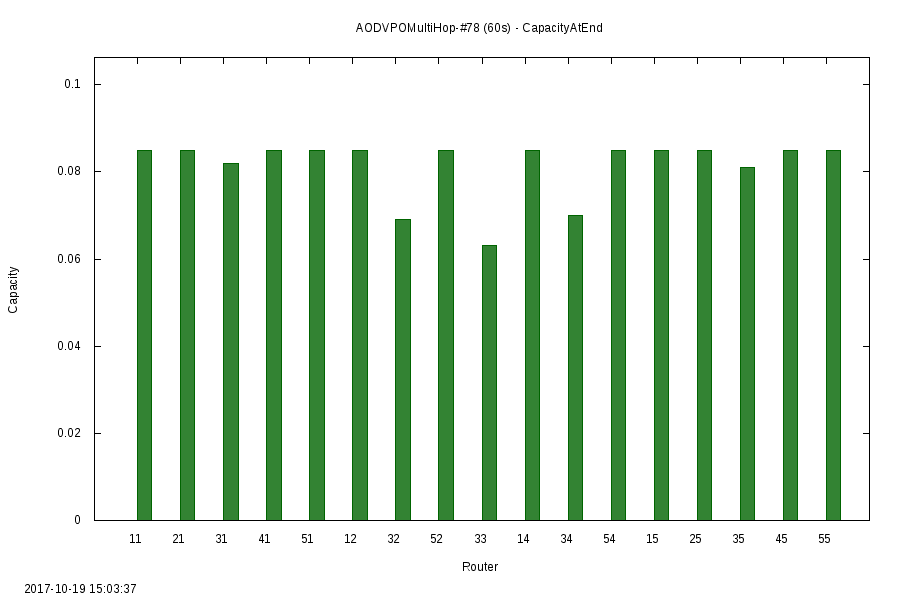 AODVPOMultiHop-#78 (60s) - CapacityAtEnd
0.1
0.08
0.06
0.04
0.02
0
Capacity
11 21 31 41 51 12 32 52 33 14 34 54 15 25 35 45 55
Router
2017-10-19 15:03:37